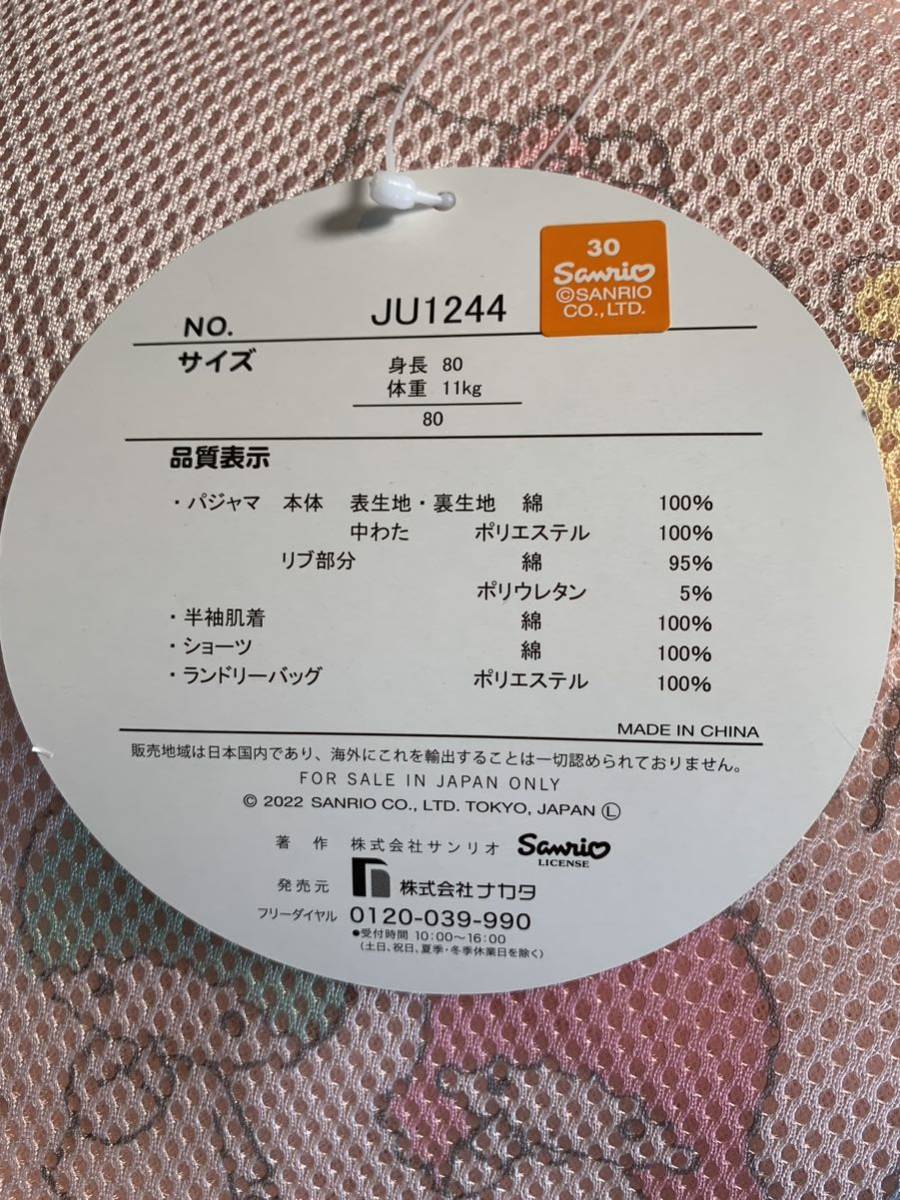 30
Sanrio
©SANRIO
CO.,LTD.
NO. JU1244
サイズ 身長 80
体重 11kg
80
品質表示
・パジャマ 本体 表生地・裏生地 綿 100%
中わた ポリエステル 100%
リブ部分 綿 95%
ポリウレタン 5%
・半袖肌着 綿 100%
・ショーツ 綿 100%
・ランドリーバッグ ポリエステル 100%
MADE IN CHINA
販売地域は日本国内であり、海外にこれを輸出することは一切認められておりません。
FOR SALE IN JAPAN ONLY
© 2022 SANRIO CO., LTD. TOKYO, JAPAN Ⓛ
著 作 株式会社サンリオ Sanrio
LICENSE
発売元 株式会社ナカタ
フリーダイヤル 0120-039-990
●受付時間 10:00～16:00
（土日、祝日、夏季・冬季休業日を除く）